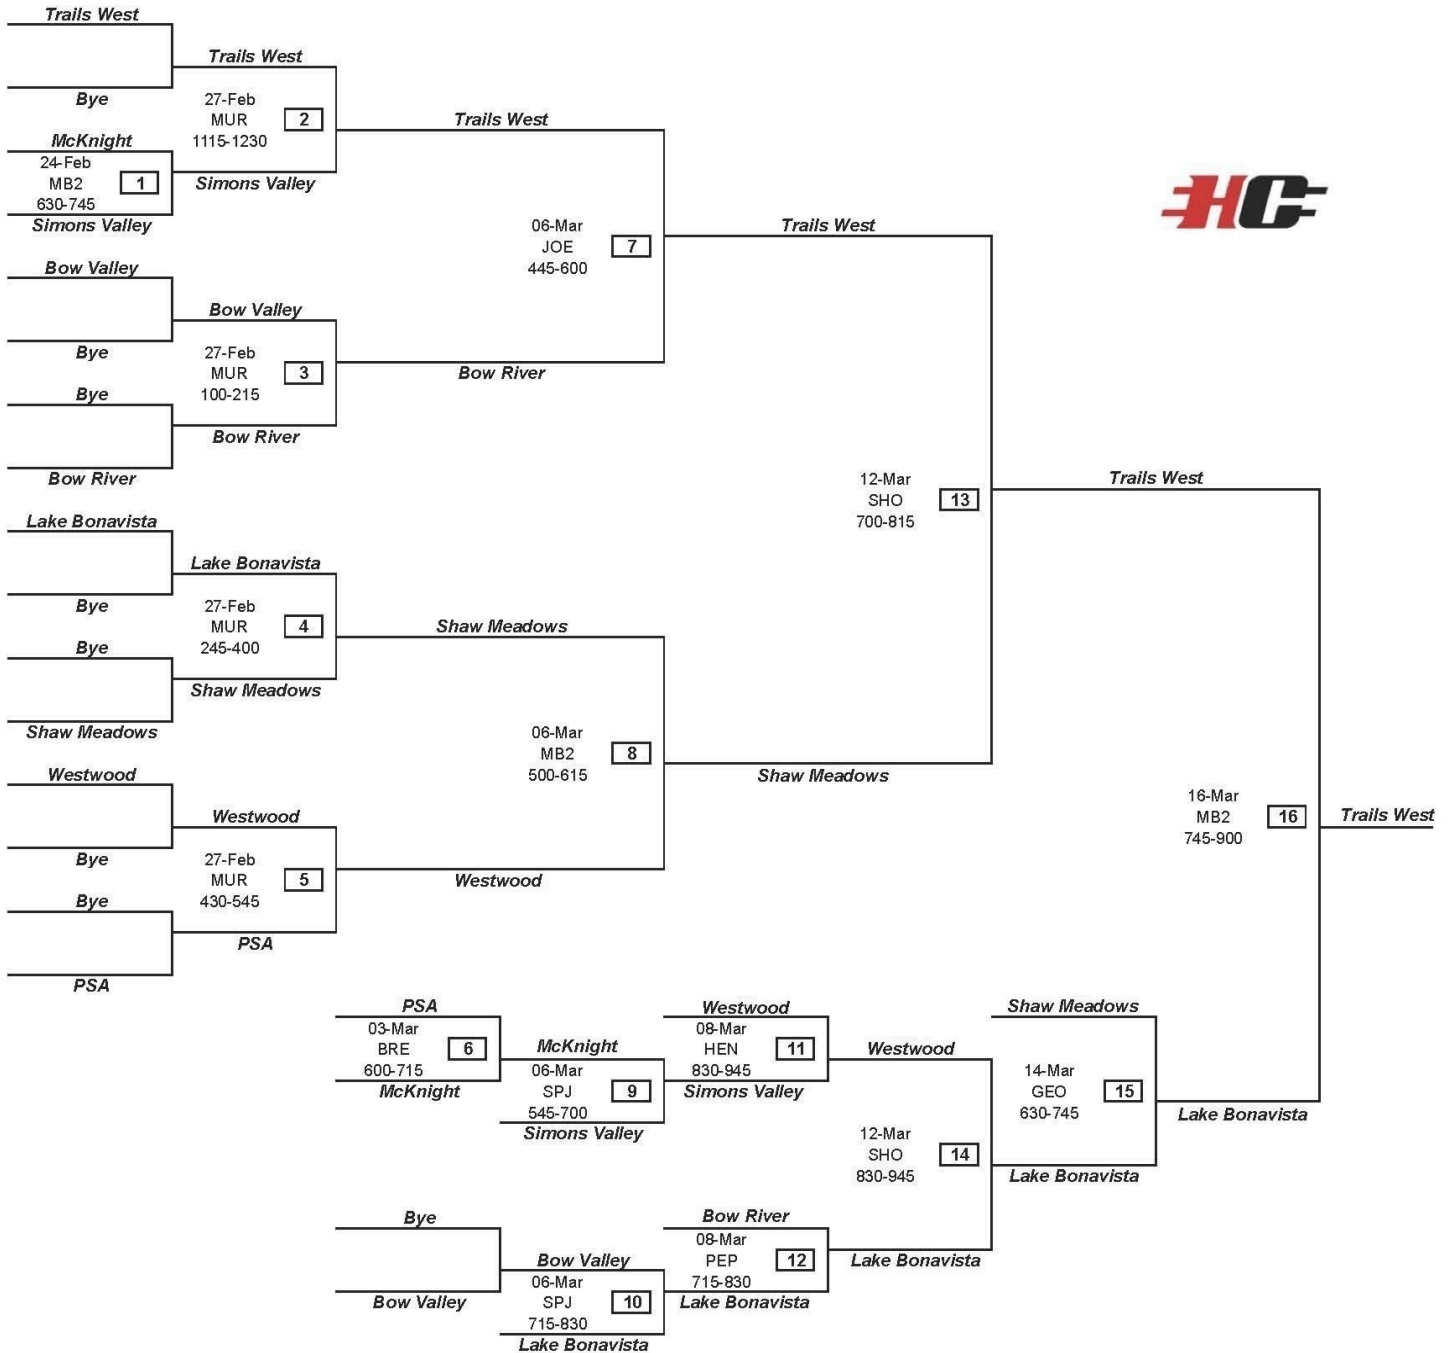 Trails West
Trails West
Bye
27-Feb
MUR
1115-1230
2
Trails West
McKnight
24-Feb
MB2
630-745
1
Simons Valley
Simons Valley
06-Mar
JOE
445-600
7
Trails West
HC
Bow Valley
Bow Valley
Bye
27-Feb
MUR
100-215
3
Bow River
Bye
Bow River
Bow River
12-Mar
SHO
700-815
13
Trails West
Lake Bonavista
Lake Bonavista
Bye
27-Feb
MUR
245-400
4
Shaw Meadows
Bye
Shaw Meadows
Shaw Meadows
06-Mar
MB2
500-615
8
Shaw Meadows
Westwood
Westwood
Bye
27-Feb
MUR
430-545
5
Westwood
Bye
PSA
PSA
16-Mar
MB2
745-900
16
Trails West
PSA
03-Mar
BRE
600-715
6
McKnight
McKnight
06-Mar
SPJ
545-700
9
Simons Valley
Westwood
08-Mar
HEN
830-945
11
Simons Valley
Westwood
Shaw Meadows
14-Mar
GEO
630-745
15
Lake Bonavista
12-Mar
SHO
830-945
14
Lake Bonavista
Bye
Bow Valley
Bow Valley
06-Mar
SPJ
715-830
10
Lake Bonavista
Bow River
08-Mar
PEP
715-830
12
Lake Bonavista
Lake Bonavista